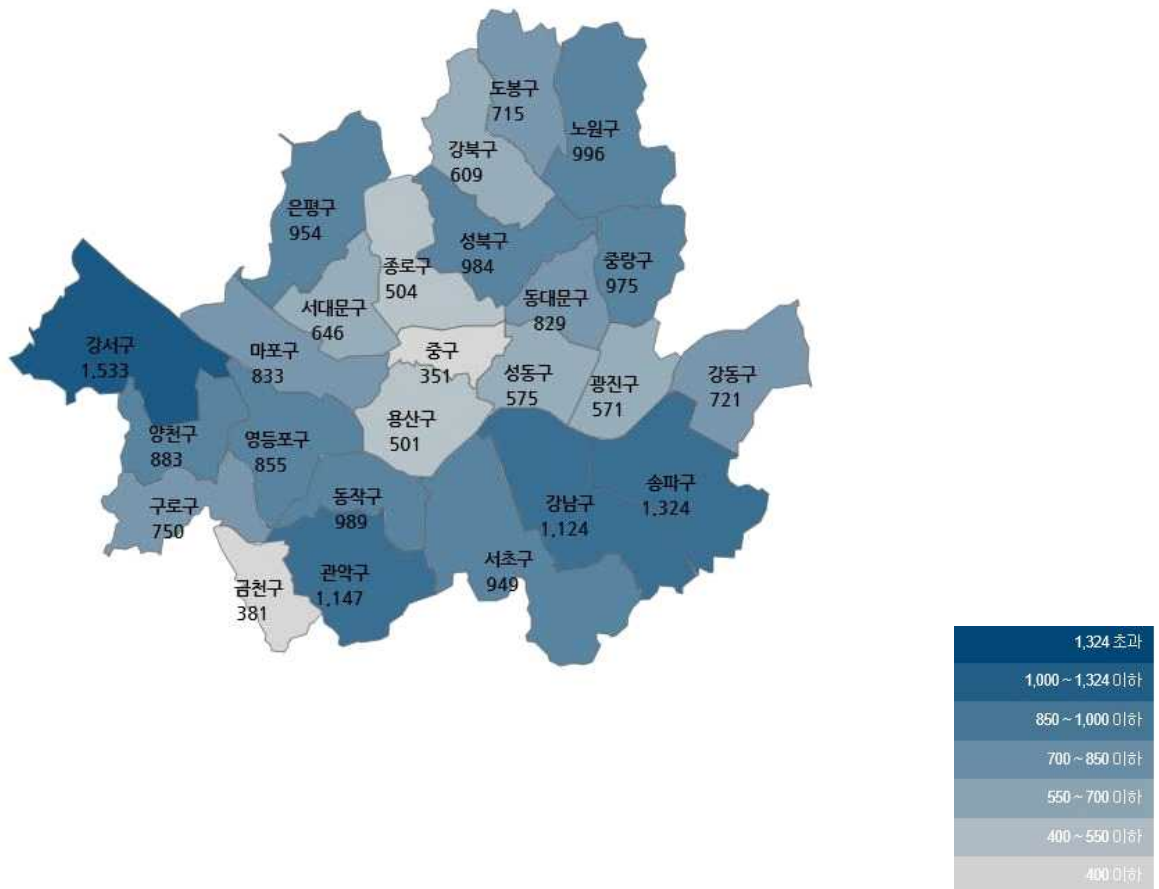 도봉구
715
노원구
996
강북구
609
은평구
954
성북구
984
중랑구
975
종로구
504
동대문구
829
서대문구
646
강서구
1,533
마포구
833
중구
351
성동구
575
광진구
571
강동구
721
용산구
501
양천구
883
영등포구
855
동작구
989
강남구
1,124
송파구
1,324
구로구
750
서초구
949
관악구
1,147
금천구
381
1,324 초과
1,000 ~ 1,324 이하
850 ~ 1,000 이하
700 ~ 850 이하
550 ~ 700 이하
400 ~ 550 이하
400 이하